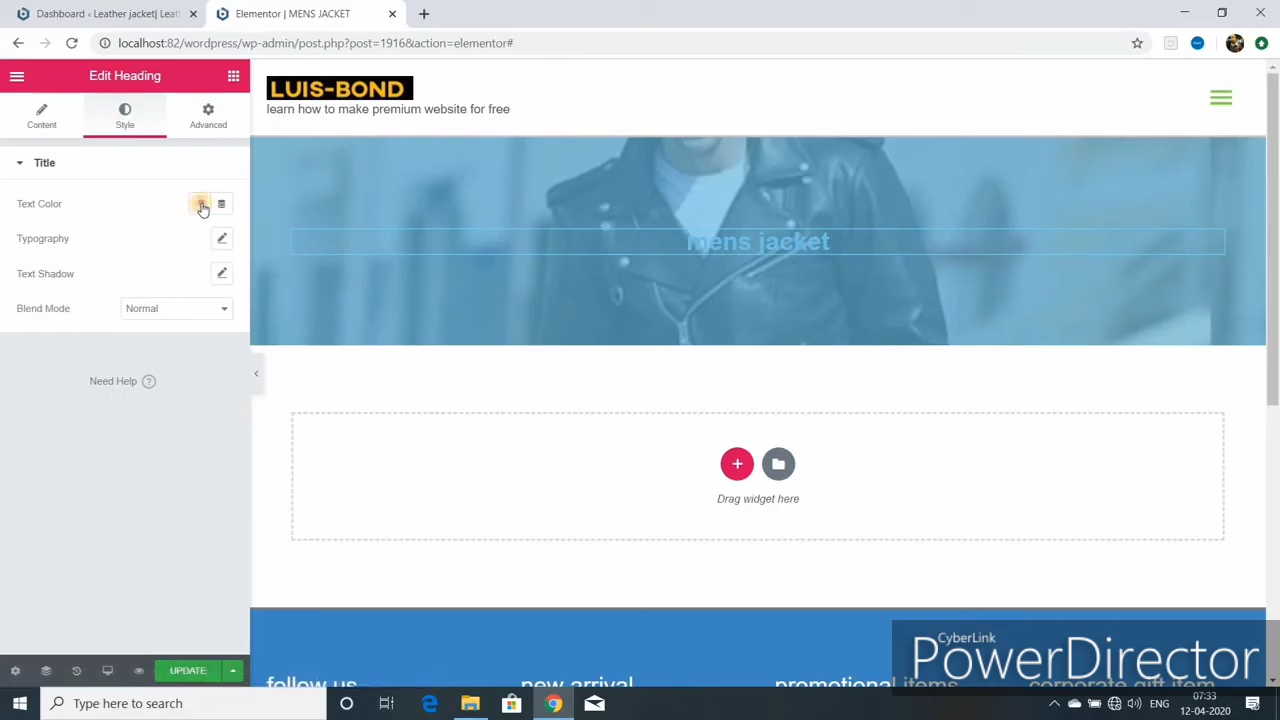 Dashboard ‹ Leather jacket| Leat
Elementor | MENS JACKET
localhost:82/wordpress/wp-admin/post.php?post=1916&action=elementor#
Edit Heading
Content
Style
Advanced
Title
Text Color
Typography
Text Shadow
Blend Mode
Normal
Need Help
UPDATE
LUIS-BOND
learn how to make premium website for free
mens jacket
Drag widget here
follow us
new arrival
promotional items
corporate gift item
CyberLink
PowerDirector
Type here to search
ENG
07:33
12-04-2020